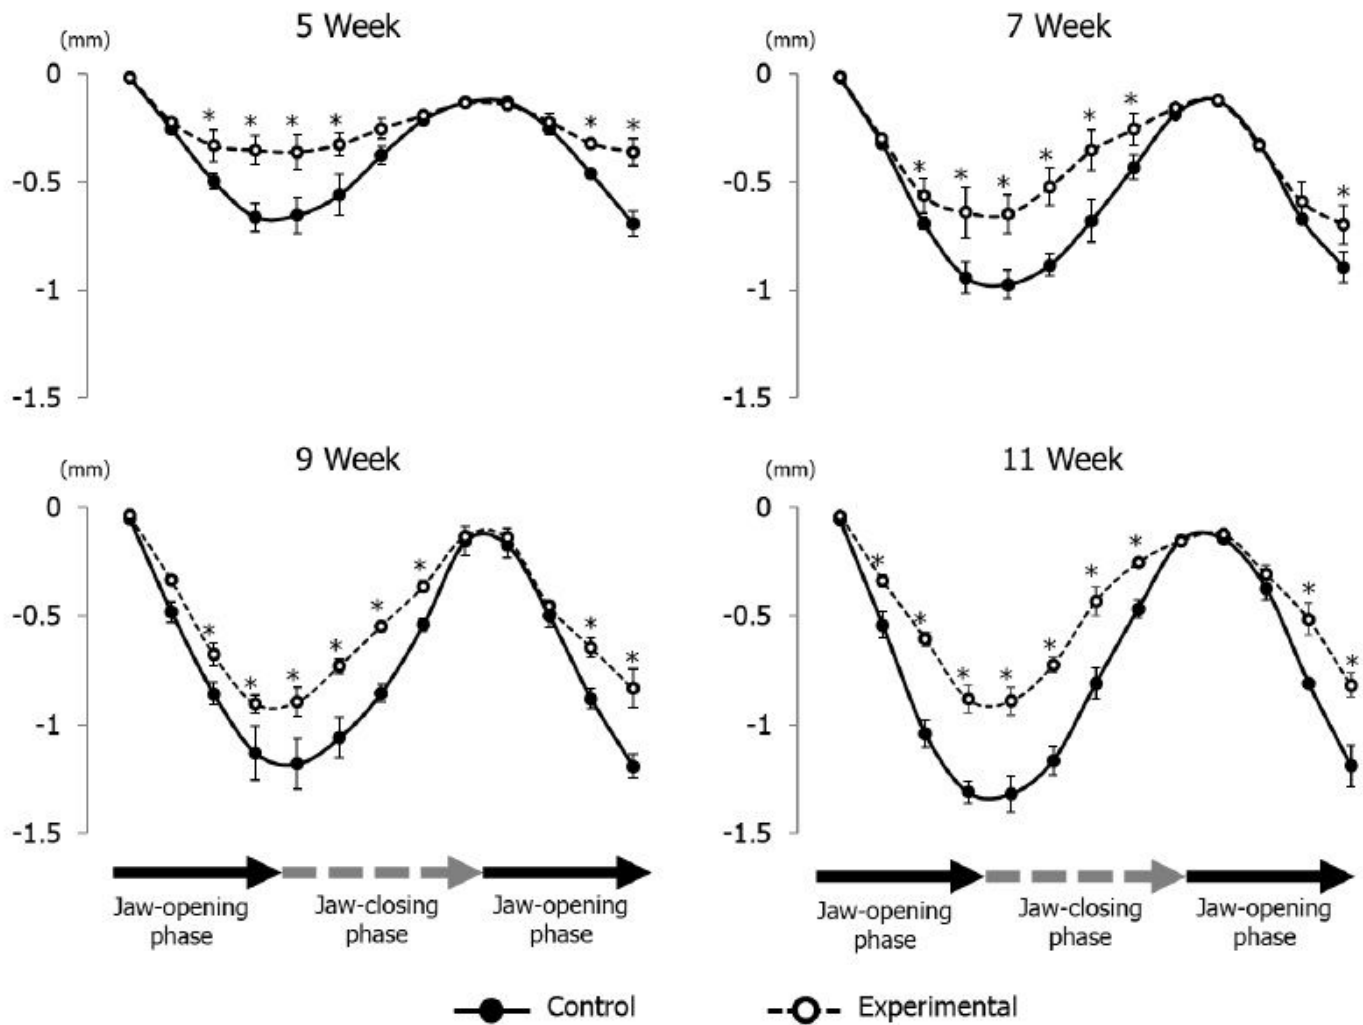 5 Week
(mm)
0
-0.5
-1
-1.5
* * * * * *
7 Week
(mm)
0
-0.5
-1
-1.5
* * * * * * *
9 Week
(mm)
0
-0.5
-1
-1.5
* * * * * * * *
Jaw-opening
phase
Jaw-closing
phase
Jaw-opening
phase
11 Week
(mm)
0
-0.5
-1
-1.5
* * * * * * * * *
Jaw-opening
phase
Jaw-closing
phase
Jaw-opening
phase
Control
Experimental